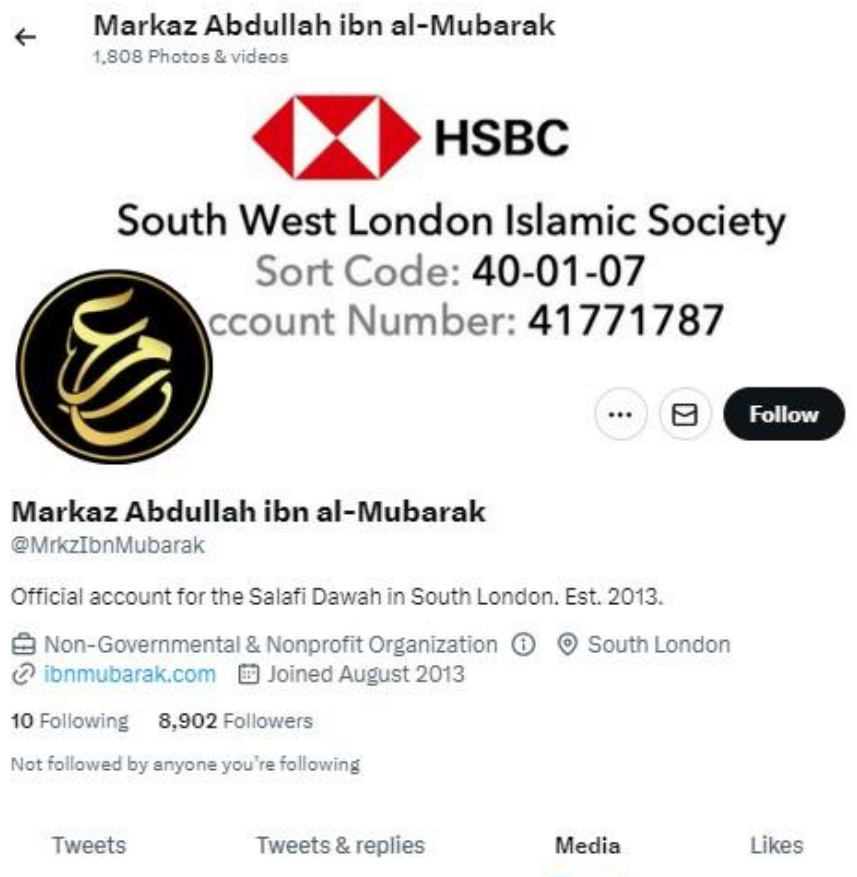 Markaz Abdullah ibn al-Mubarak
1,808 Photos & videos
HSBC
South West London Islamic Society
Sort Code: 40-01-07
ccount Number: 41771787
Follow
Markaz Abdullah ibn al-Mubarak
@MrkzIbnMubarak
Official account for the Salafi Dawah in South London. Est. 2013.
Non-Governmental & Nonprofit Organization South London
ibnmubarak.com Joined August 2013
10 Following 8,902 Followers
Not followed by anyone you're following
Tweets Tweets & replies Media Likes